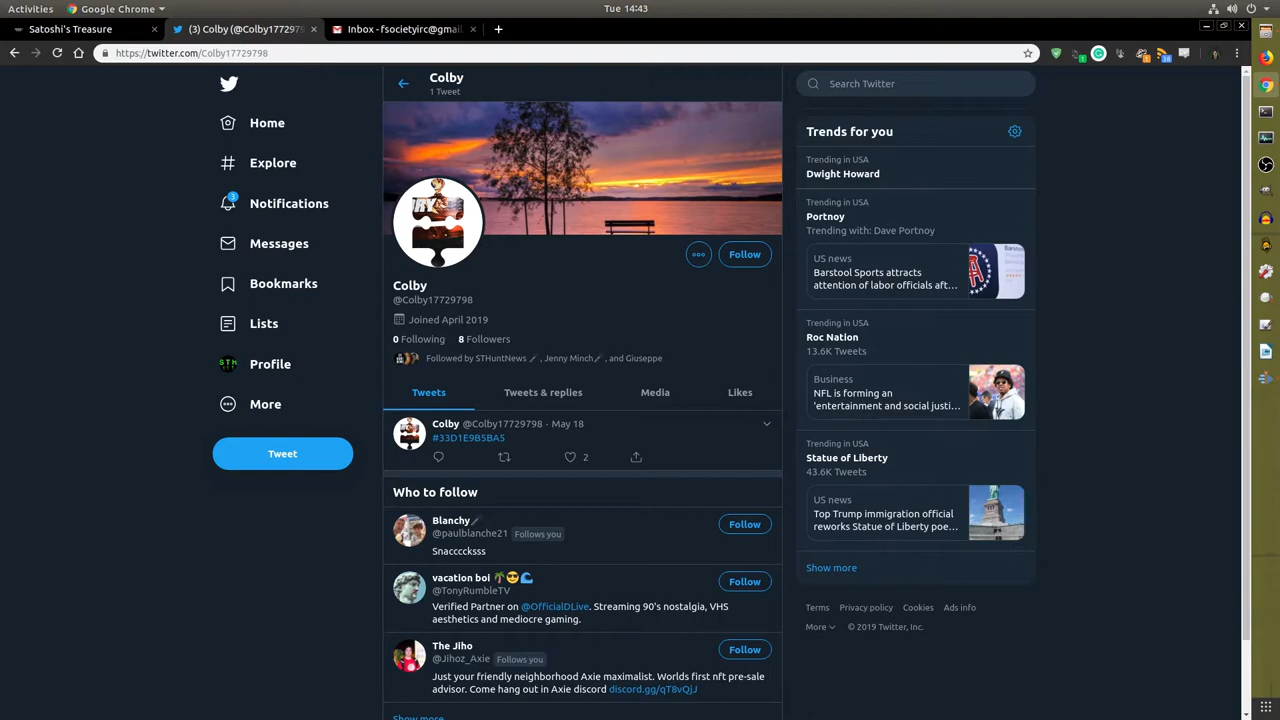 Activities
Google Chrome
Tue 14:43
Satoshi's Treasure
(3) Colby (@Colby1772979
Inbox - fsocietyirc@gmail
https://twitter.com/Colby17729798
Home
Explore
3
Notifications
Messages
Bookmarks
Lists
Profile
More
Tweet
Colby
1 Tweet
Follow
Colby
@Colby17729798
Joined April 2019
0 Following 8 Followers
Followed by STHuntNews, Jenny Minch, and Giuseppe
Tweets
Tweets & replies
Media
Likes
Colby @Colby17729798 · May 18
#33D1E9B5BA5
2
Who to follow
Blanchy
@paulblanche21 Follows you
Snacccksss
Follow
vacation boi
@TonyRumbleTV
Verified Partner on @OfficialDLive. Streaming 90's nostalgia, VHS
aesthetics and mediocre gaming.
Follow
The Jiho
@Jihoz_Axie Follows you
Just your friendly neighborhood Axie maximalist. Worlds first nft pre-sale
advisor. Come hang out in Axie discord discord.gg/qT8vQjJ
Follow
Show more
Search Twitter
Trends for you
Trending in USA
Dwight Howard
Trending in USA
Portnoy
Trending with: Dave Portnoy
US news
Barstool Sports attracts
attention of labor officials aft...
Trending in USA
Roc Nation
13.6K Tweets
Business
NFL is forming an
'entertainment and social justi...
Trending in USA
Statue of Liberty
43.6K Tweets
US news
Top Trump immigration official
reworks Statue of Liberty poe...
Show more
Terms Privacy policy Cookies Ads info
More © 2019 Twitter, Inc.